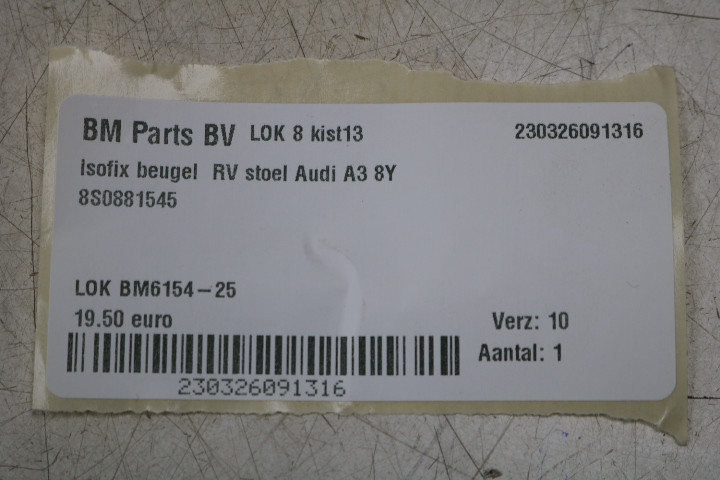 BM Parts BV LOK 8 kist13 230326091316
Isofix beugel RV stoel Audi A3 8Y
8S0881545
LOK BM6154-25
19.50 euro Verz: 10
Aantal: 1
230326091316